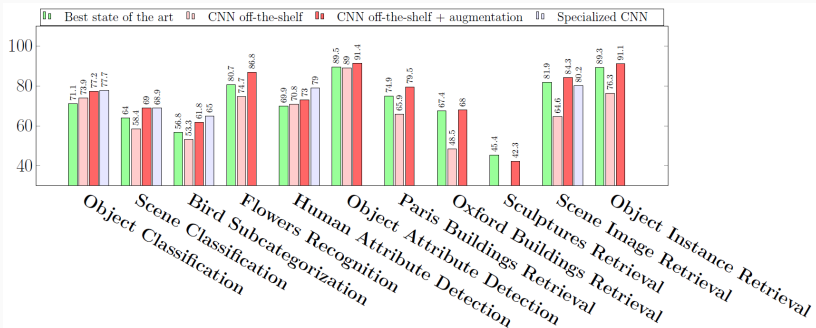 Best state of the art CNN off-the-shelf CNN off-the-shelf + augmentation Specialized CNN
100
80
60
40
71.1 73.9 77.2 77.7
64 58.4 69 68.9
56.8 53.3 61.8 65
80.7 74.7 86.8
69.9 70.8 73 79
89.5 89 91.4
74.9 65.9 79.5
67.4 48.5 68
45.4 42.3
81.9 64.6 84.3 80.2
89.3 76.3 91.1
Object Classification
Scene Classification
Bird Subcategorization
Flowers Recognition
Human Attribute Detection
Object Attribute Detection
Paris Buildings Retrieval
Oxford Buildings Retrieval
Sculptures Retrieval
Scene Image Retrieval
Object Instance Retrieval